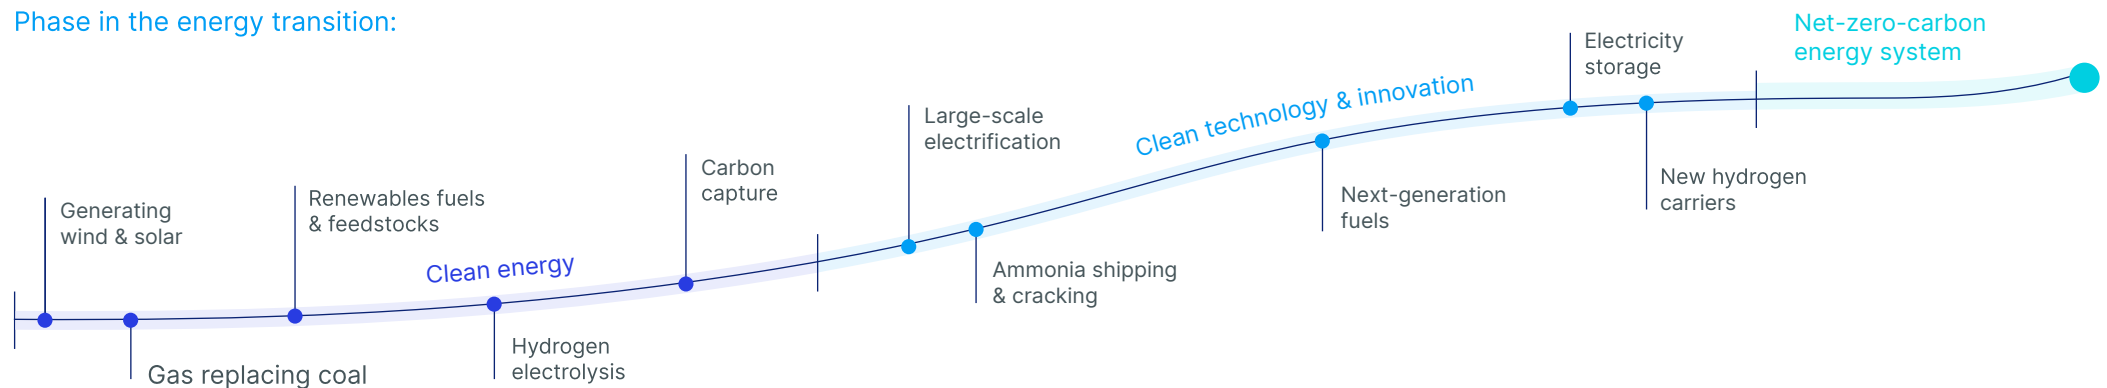 Phase in the energy transition:
Generating
wind & solar
Gas replacing coal
Renewables fuels
& feedstocks
Clean energy
Hydrogen
electrolysis
Carbon
capture
Large-scale
electrification
Ammonia shipping
& cracking
Clean technology & innovation
Next-generation
fuels
Electricity
storage
New hydrogen
carriers
Net-zero-carbon
energy system